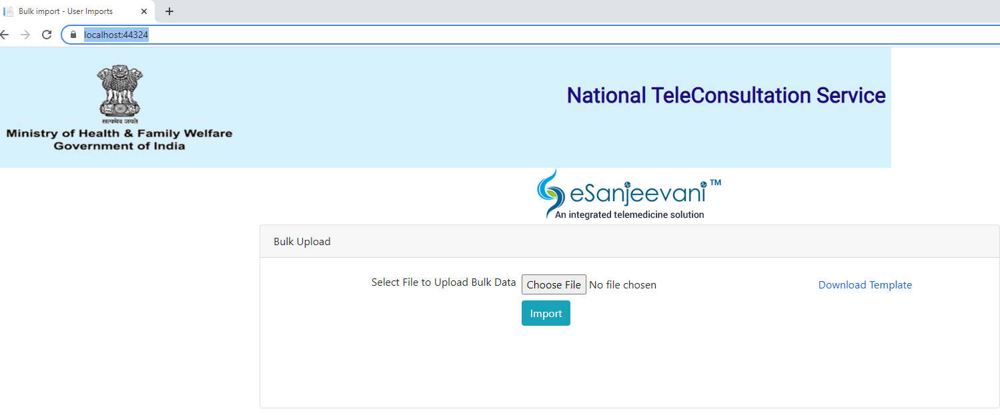 Bulk import - User Imports
localhost:44324
सत्यमेव जयते
Ministry of Health & Family Welfare
Government of India
National TeleConsultation Service
eSanjeevani TM
An integrated telemedicine solution
Bulk Upload
Select File to Upload Bulk Data Choose File No file chosen Download Template
Import